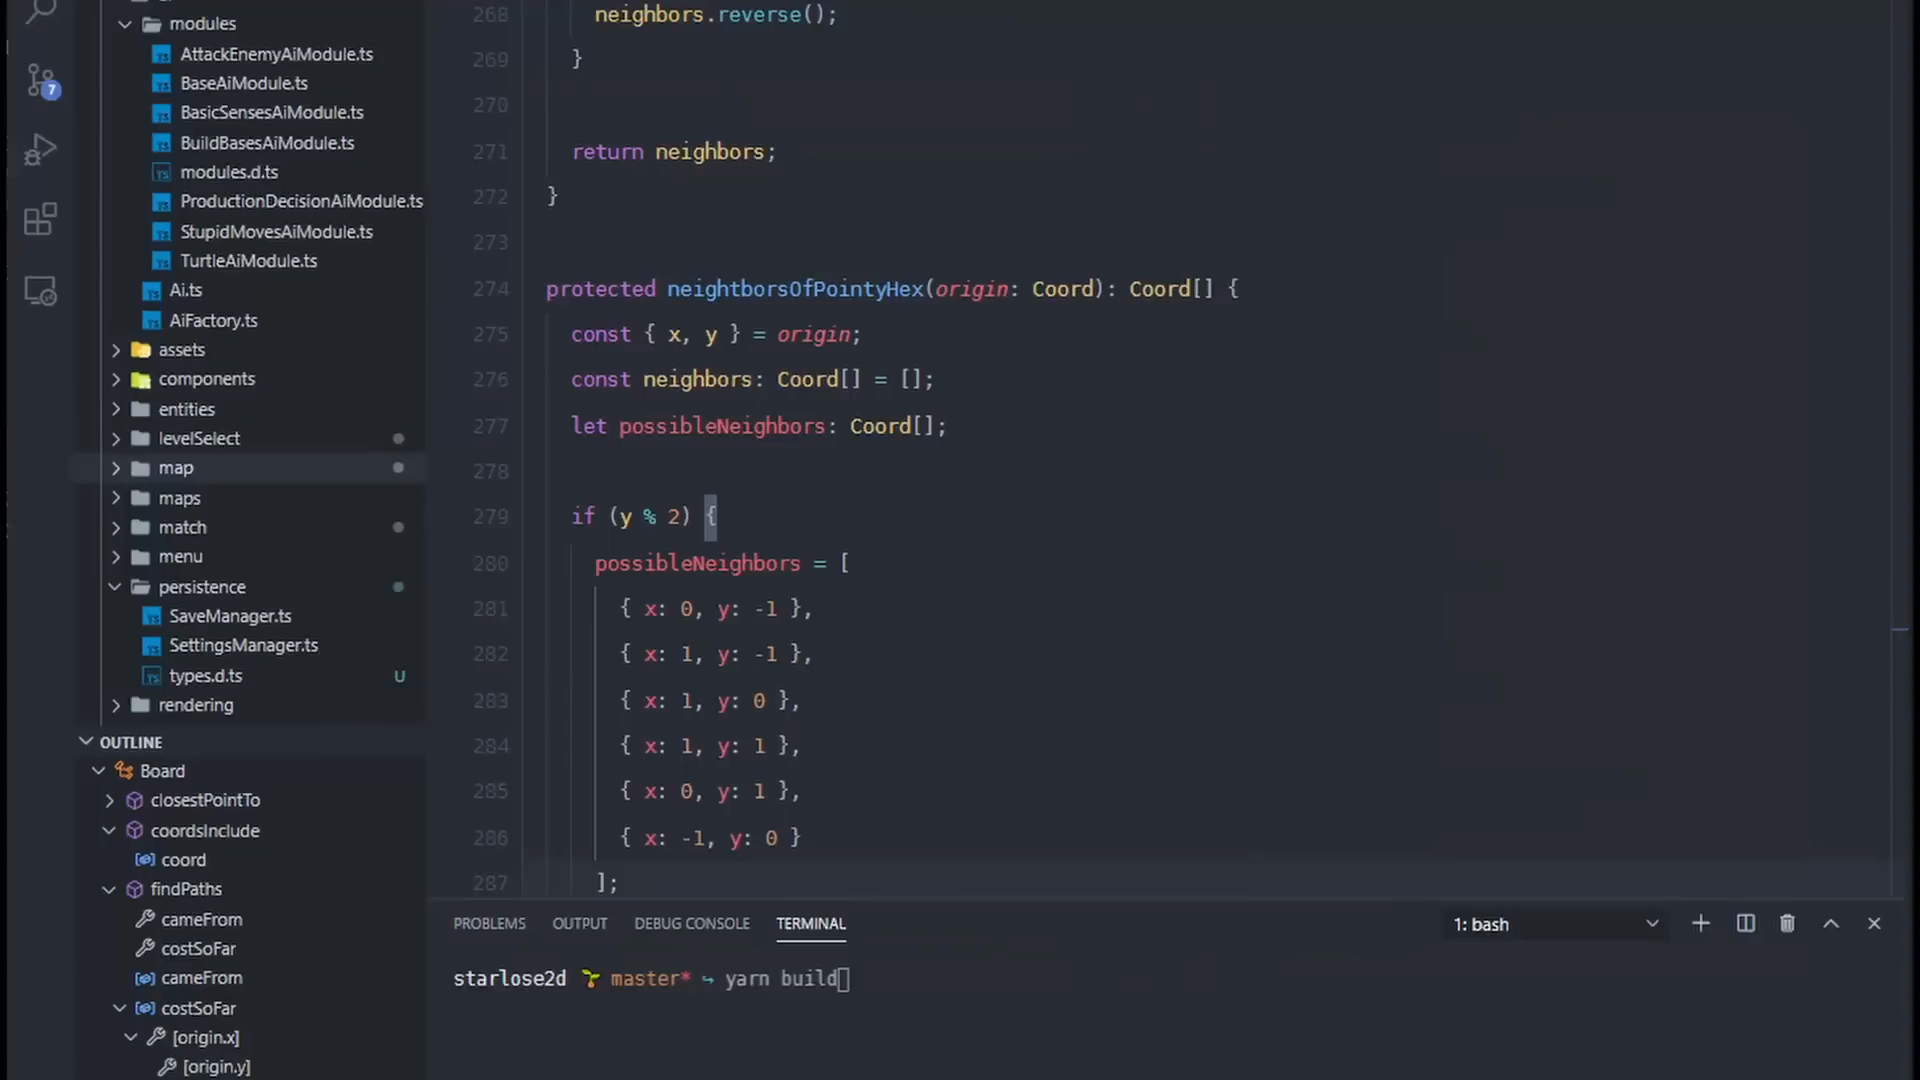 7
modules
AttackEnemyAiModule.ts
BaseAiModule.ts
BasicSensesAiModule.ts
BuildBasesAiModule.ts
modules.d.ts
ProductionDecisionAiModule.ts
StupidMovesAiModule.ts
TurtleAiModule.ts
Ai.ts
AiFactory.ts
assets
components
entities
levelSelect
map
maps
match
menu
persistence
SaveManager.ts
SettingsManager.ts
types.d.ts U
rendering
OUTLINE
Board
closestPointTo
coordsInclude
coord
findPaths
cameFrom
costSoFar
cameFrom
costSoFar
[origin.x]
[origin.y]
268 neighbors.reverse();
269 }
270
271 return neighbors;
272 }
273
274 protected neightborsOfPointyHex(origin: Coord): Coord[] {
275 const { x, y } = origin;
276 const neighbors: Coord[] = [];
277 let possibleNeighbors: Coord[];
278
279 if (y % 2) {
280 possibleNeighbors = [
281 { x: 0, y: -1 },
282 { x: 1, y: -1 },
283 { x: 1, y: 0 },
284 { x: 1, y: 1 },
285 { x: 0, y: 1 },
286 { x: -1, y: 0 }
287 ];
PROBLEMS OUTPUT DEBUG CONSOLE TERMINAL 1: bash
starlose2d master* yarn build